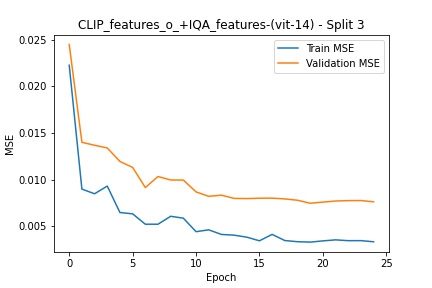 CLIP_features_o_+IQA_features-(vit-14) - Split 3
Train MSE
Validation MSE
MSE
0.025
0.020
0.015
0.010
0.005
0 5 10 15 20 25
Epoch